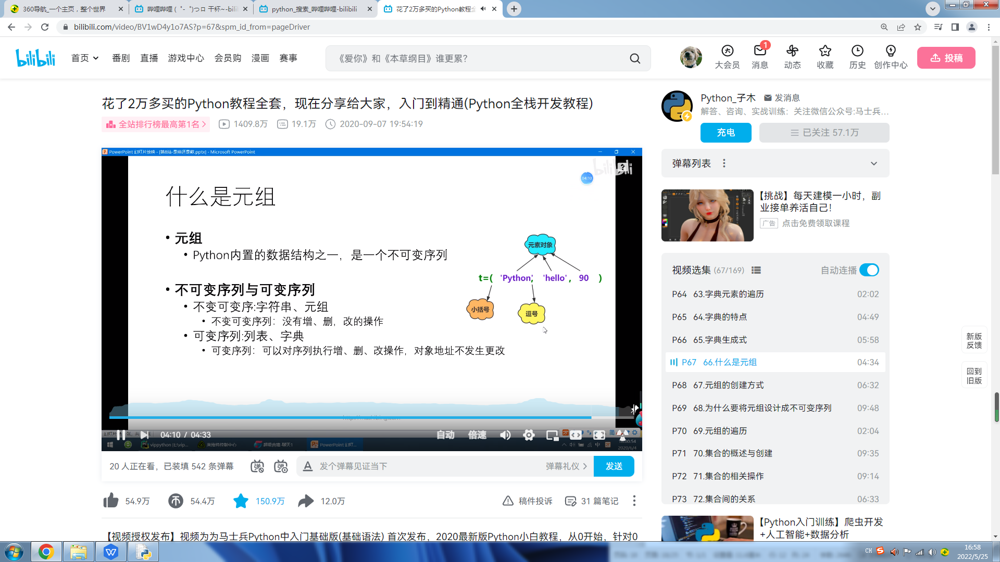 360导航_一个主页，整个世界
哔哩哔哩 (゜-゜)つロ 干杯~-bili
python_搜索_哔哩哔哩-bilibili
花了2万多买的Python教程全
bilibili.com/video/BV1wD4y1o7AS?p=67&spm_id_from=pageDriver
bilibili
首页
番剧
直播
游戏中心
会员购
漫画
赛事
《爱你》和《本草纲目》谁更累？
大会员
1
消息
动态
收藏
历史
创作中心
投稿
花了2万多买的Python教程全套，现在分享给大家，入门到精通(Python全栈开发教程)
全站排行榜最高第1名
1409.8万
19.1万
2020-09-07 19:54:19
Python_子木
发消息
解答、咨询、实战训练：关注微信公众号:马士兵...
充电
已关注 57.1万
PowerPoint 幻灯片放映 - [第8站-是排还是散.pptx] - Microsoft PowerPoint
bilibili
04:10
什么是元组
• 元组
• Python内置的数据结构之一，是一个不可变序列
• 不可变序列与可变序列
• 不变可变序:字符串、元组
• 不变可变序列：没有增、删，改的操作
• 可变序列:列表、字典
• 可变序列：可以对序列执行增、删、改操作，对象地址不发生更改
元素对象
t=( 'Python', 'hello', 90 )
小括号
逗号
04:10 / 04:33
自动
倍速
vippython [E:\vip...
莱维特控制中心
超级合雄-聊天1
PowerPoint 幻灯...
2020/6/4
20 人正在看，已装填 542 条弹幕
发个弹幕见证当下
弹幕礼仪
发送
54.9万
54.4万
150.9万
12.0万
稿件投诉
31 篇笔记
【视频授权发布】视频为为马士兵Python中入门基础版(基础语法) 首次发布，2020最新版Python小白教程，从0开始，针对0
弹幕列表
【挑战】每天建模一小时，副
业接单养活自己！
广告
点击免费领取课程
视频选集 (67/169)
自动连播
P64 63.字典元素的遍历 02:02
P65 64.字典的特点 04:49
P66 65.字典生成式 05:58
P67 66.什么是元组 04:34
P68 67.元组的创建方式 06:32
P69 68.为什么要将元组设计成不可变序列 09:48
P70 69.元组的遍历 02:04
P71 70.集合的概述与创建 09:35
P72 71.集合的相关操作 09:14
P73 72.集合间的关系 06:33
【Python入门训练】爬虫开发
+人工智能+数据分析
新版
反馈
回到
旧版
CH
16:58
2022/5/25